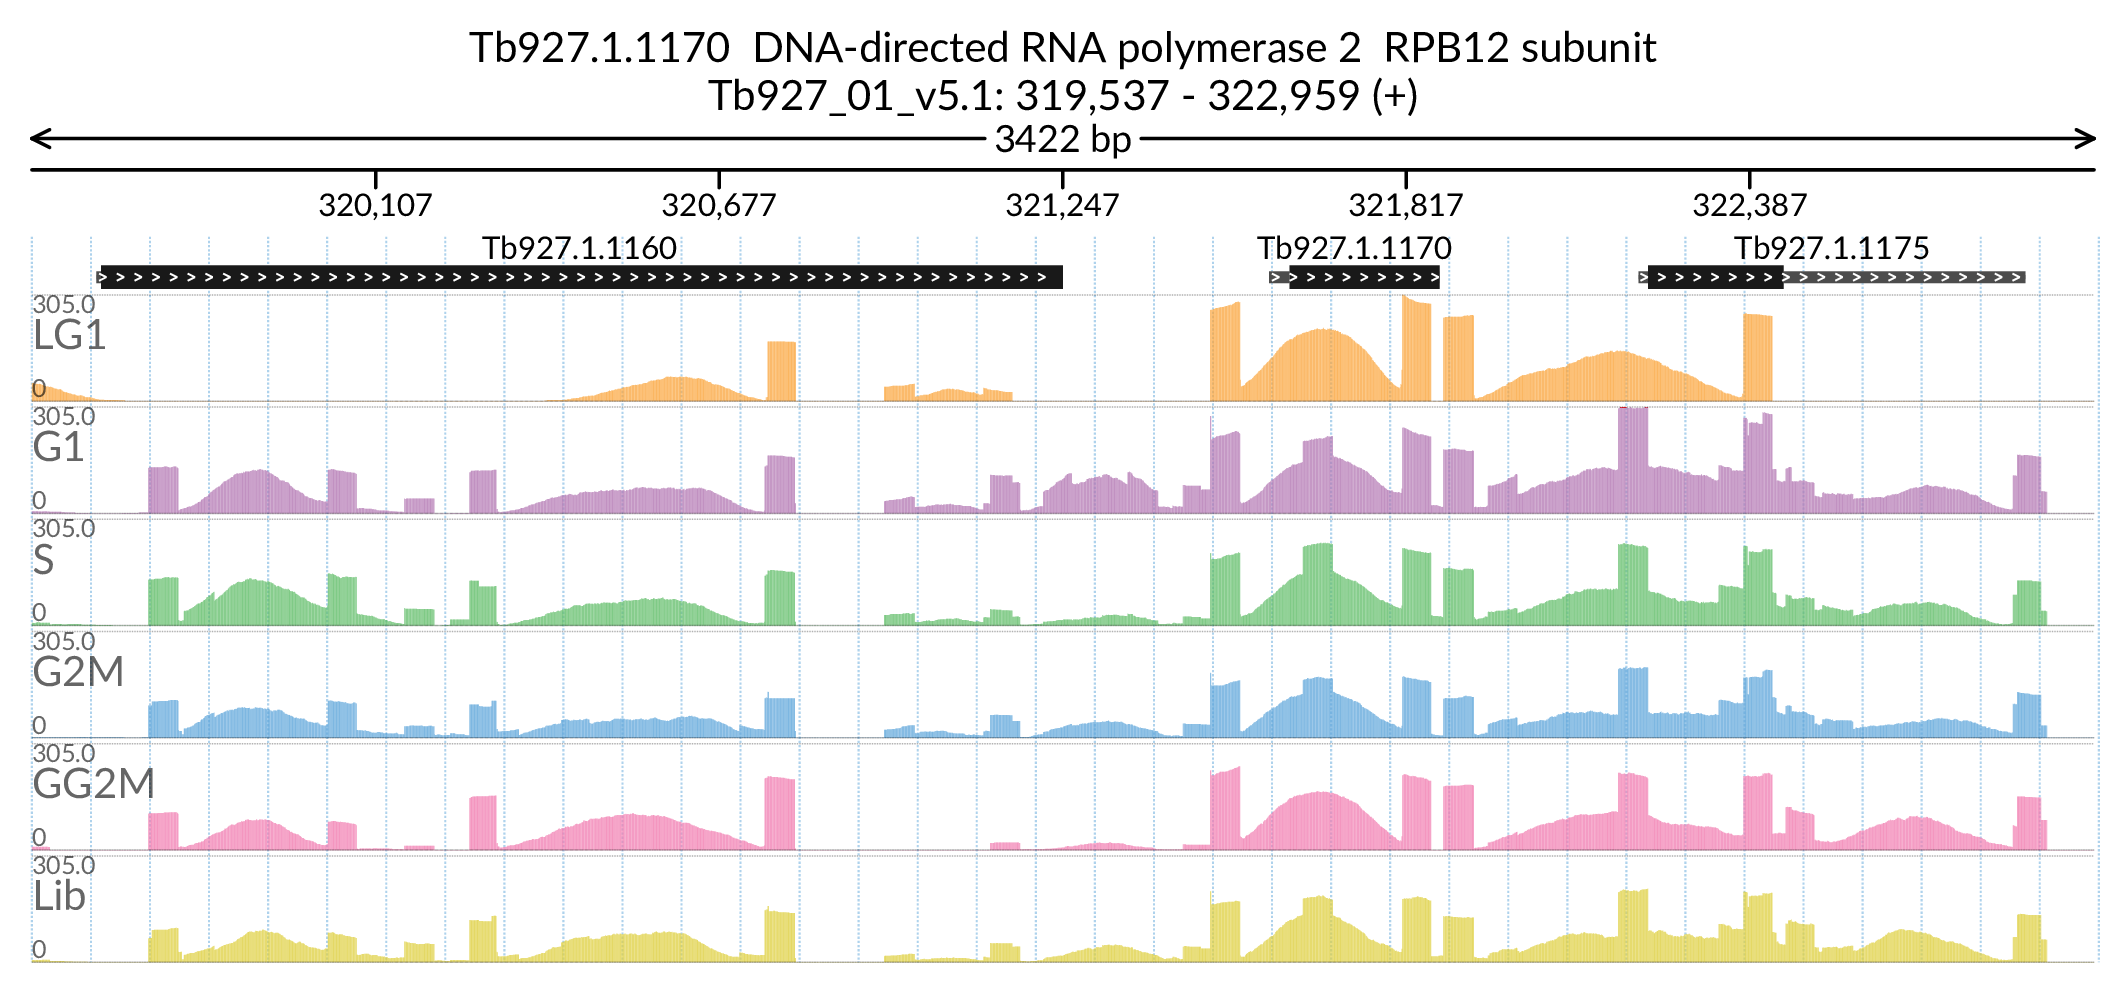 Tb927.1.1170  DNA-directed RNA polymerase 2  RPB12 subunit
Tb927_01_v5.1: 319,537 - 322,959 (+)
3422 bp
320,107 320,677 321,247 321,817 322,387
Tb927.1.1160 Tb927.1.1170 Tb927.1.1175
305.0
LG1
0
305.0
G1
0
305.0
S
0
305.0
G2M
0
305.0
GG2M
0
305.0
Lib
0